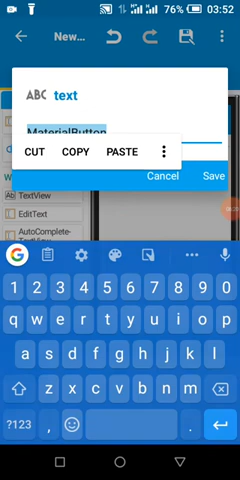 76% 03:52
New...
ABC text
MaterialButton
CUT COPY PASTE
Cancel Save
Ab TextView
EditText
AutoComplete-
G
1 2 3 4 5 6 7 8 9 0
q w e r t y u i o p
a s d f g h j k l
z x c v b n m
?123 , .